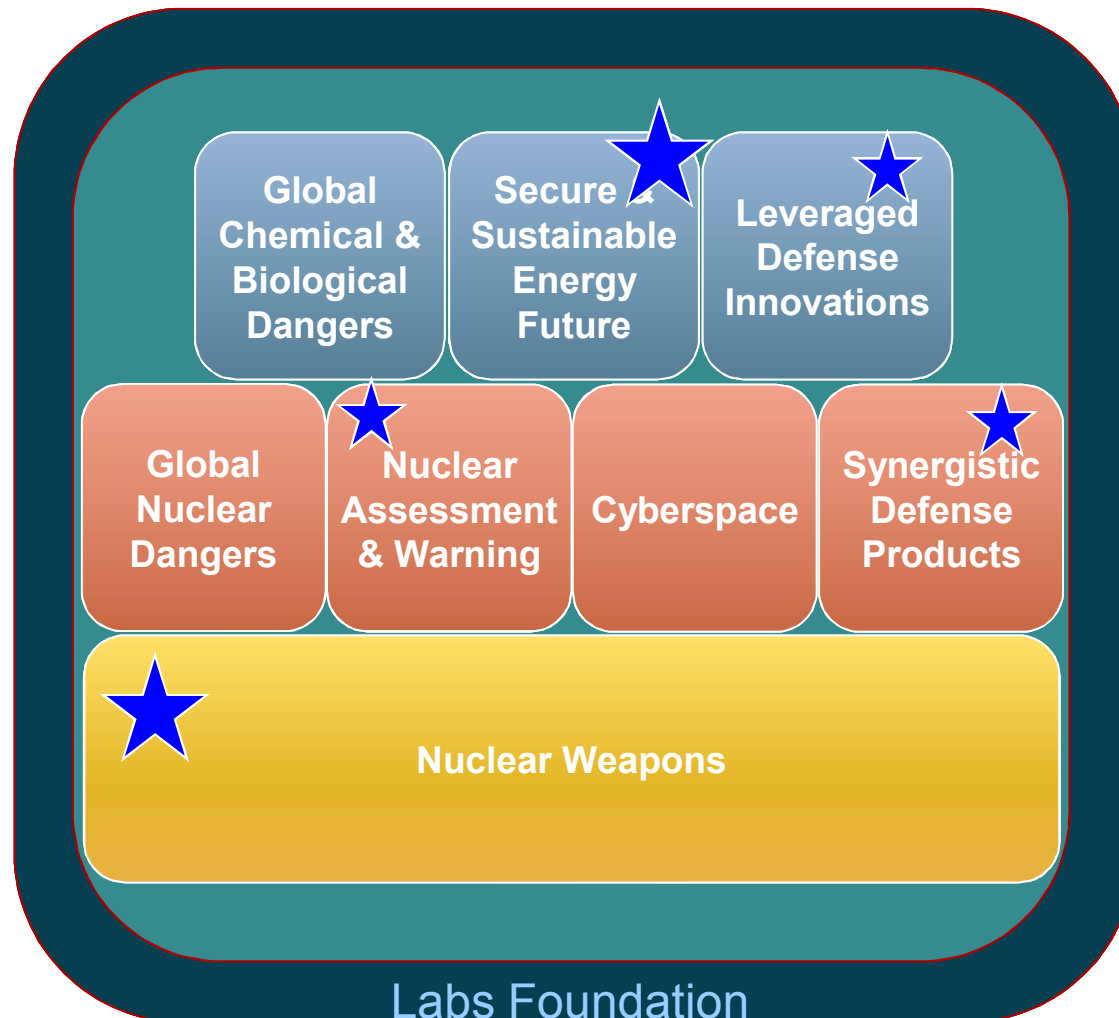 Global
Chemical &
Biological
Dangers
Secure &
Sustainable
Energy
Future
Leveraged
Defense
Innovations
Global
Nuclear
Dangers
Nuclear
Assessment
& Warning
Cyberspace
Synergistic
Defense
Products
Nuclear Weapons
Labs Foundation